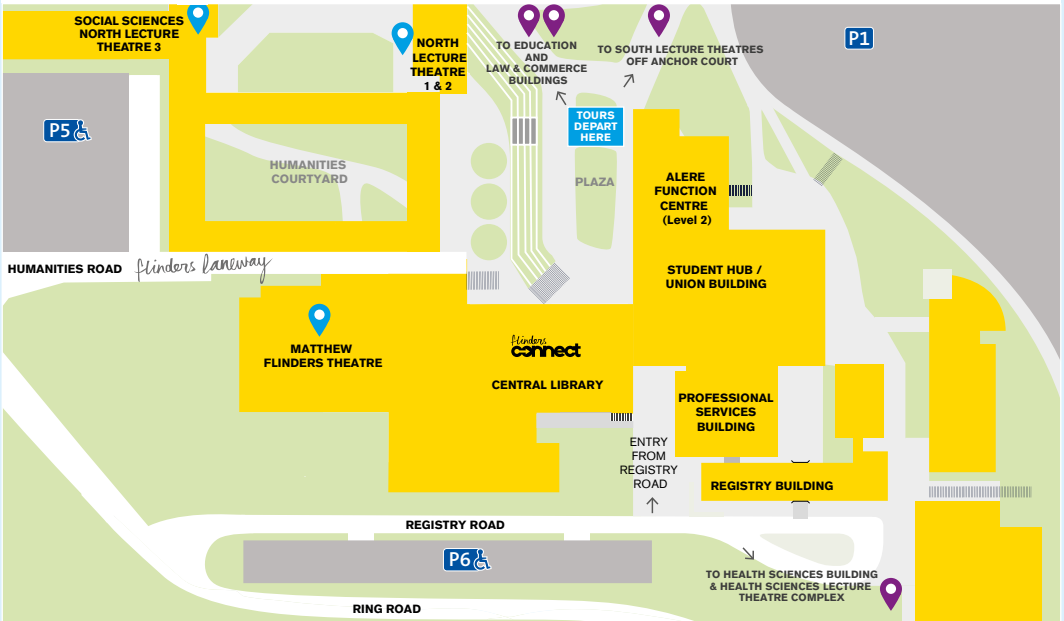 SOCIAL SCIENCES
NORTH LECTURE
THEATRE 3
NORTH
LECTURE
THEATRE
1 & 2
TO EDUCATION
AND
LAW & COMMERCE
BUILDINGS
TO SOUTH LECTURE THEATRES
OFF ANCHOR COURT
P1
P5
TOURS
DEPART
HERE
HUMANITIES
COURTYARD
PLAZA
ALERE
FUNCTION
CENTRE
(Level 2)
HUMANITIES ROAD
flinders laneway
STUDENT HUB /
UNION BUILDING
MATTHEW
FLINDERS THEATRE
flinders
connect
CENTRAL LIBRARY
PROFESSIONAL
SERVICES
BUILDING
ENTRY
FROM
REGISTRY
ROAD
REGISTRY BUILDING
REGISTRY ROAD
P6
TO HEALTH SCIENCES BUILDING
& HEALTH SCIENCES LECTURE
THEATRE COMPLEX
RING ROAD